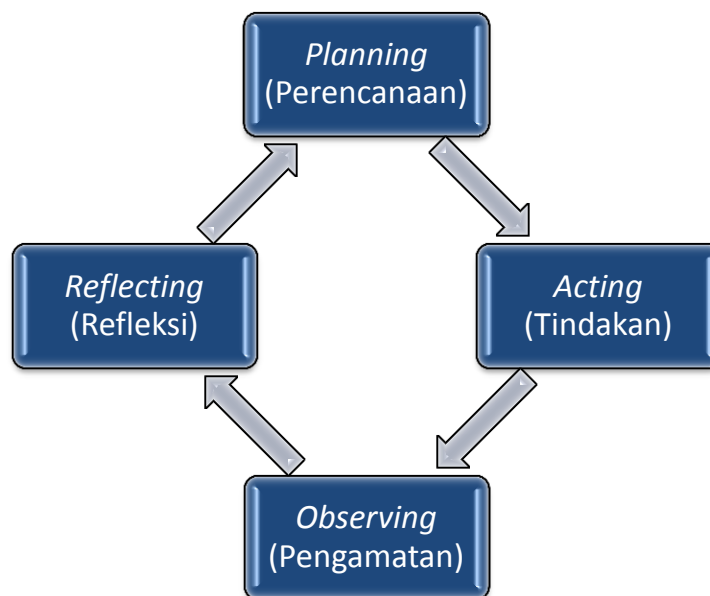 Planning
(Perencanaan)
Reflecting
(Refleksi)
Acting
(Tindakan)
Observing
(Pengamatan)